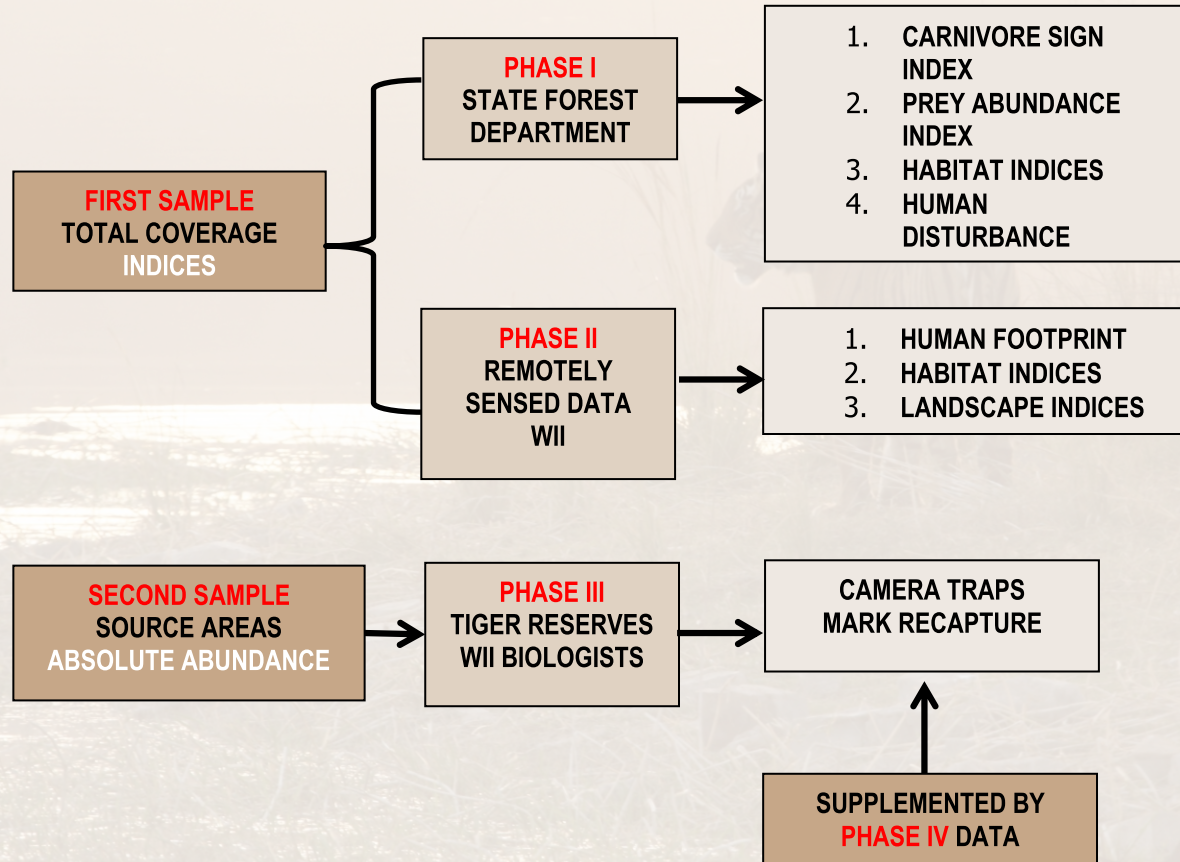 FIRST SAMPLE
TOTAL COVERAGE
INDICES
PHASE I
STATE FOREST
DEPARTMENT
1. CARNIVORE SIGN
INDEX
2. PREY ABUNDANCE
INDEX
3. HABITAT INDICES
4. HUMAN
DISTURBANCE
PHASE II
REMOTELY
SENSED DATA
WII
1. HUMAN FOOTPRINT
2. HABITAT INDICES
3. LANDSCAPE INDICES
SECOND SAMPLE
SOURCE AREAS
ABSOLUTE ABUNDANCE
PHASE III
TIGER RESERVES
WII BIOLOGISTS
CAMERA TRAPS
MARK RECAPTURE
SUPPLEMENTED BY
PHASE IV DATA